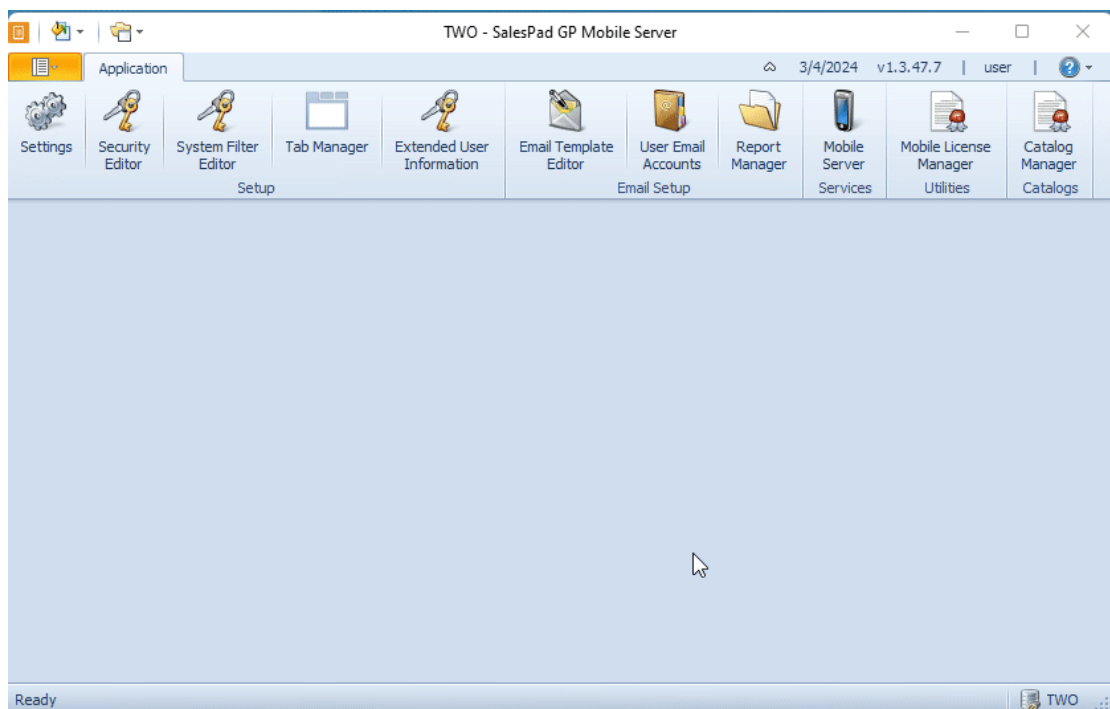 TWO - SalesPad GP Mobile Server
Application
3/4/2024 v1.3.47.7 | user |
Settings
Security
Editor
System Filter
Editor
Tab Manager
Extended User
Information
Email Template
Editor
User Email
Accounts
Report
Manager
Mobile
Server
Mobile License
Manager
Catalog
Manager
Setup
Email Setup
Services
Utilities
Catalogs
Ready
TWO